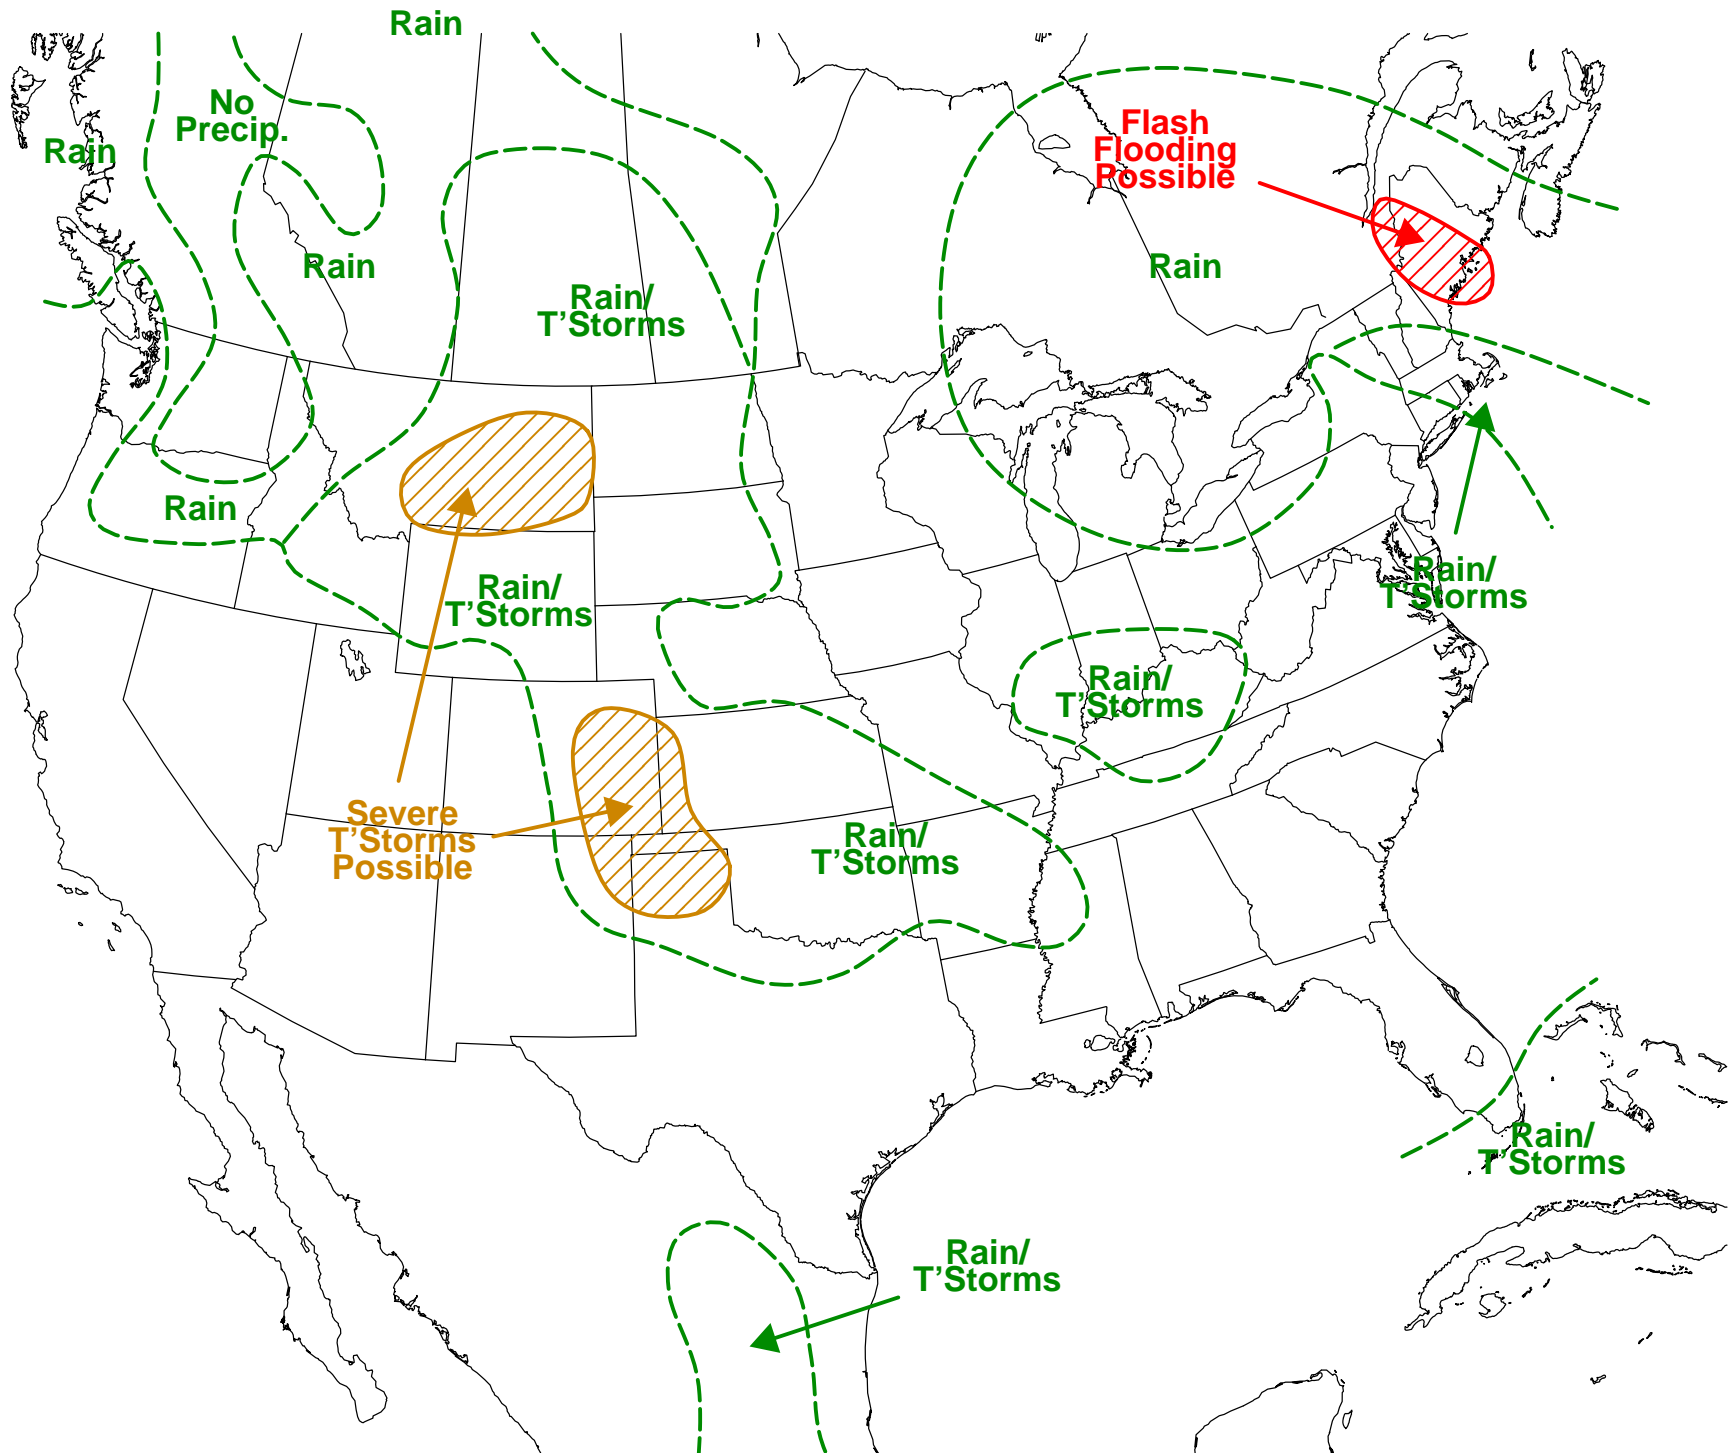 Rain
No
Precip.
Rain
Flash
Flooding
Possible
Rain
Rain
Rain/
T’Storms
Rain
Rain/
T’Storms
Rain/
T’Storms
Rain/
T’Storms
Severe
T’Storms
Possible
Rain/
T’Storms
Rain/
T’Storms
Rain/
T’Storms